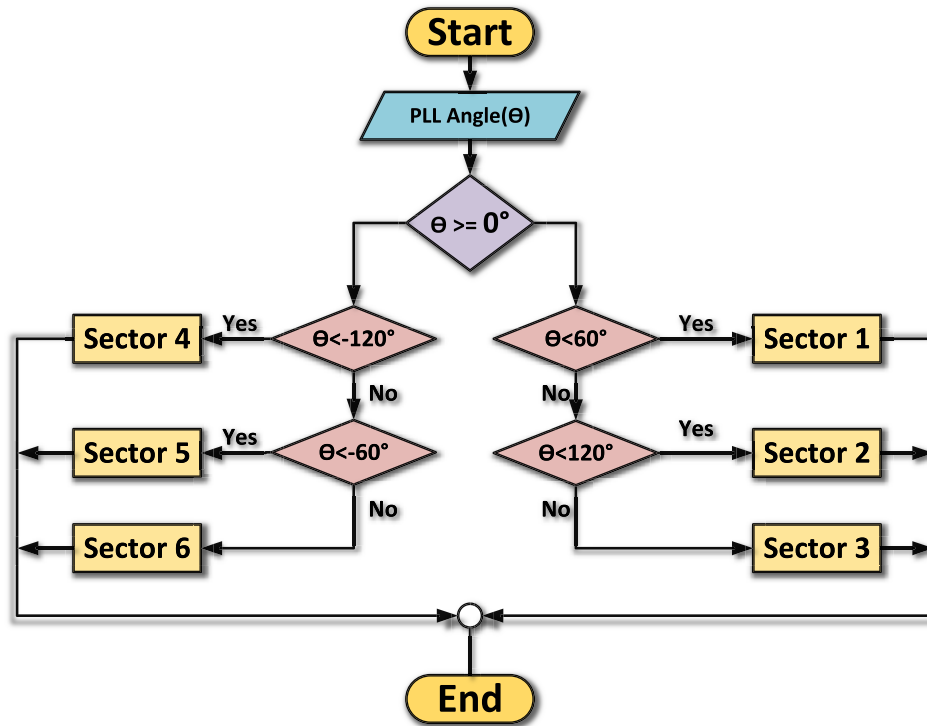 Start
PLL Angle(Ө)
Ө >= 0°
Sector 4
Yes
Ө<-120°
Ө<60°
Yes
Sector 1
No
No
Sector 5
Yes
Ө<-60°
Ө<120°
Yes
Sector 2
No
No
Sector 6
Sector 3
End